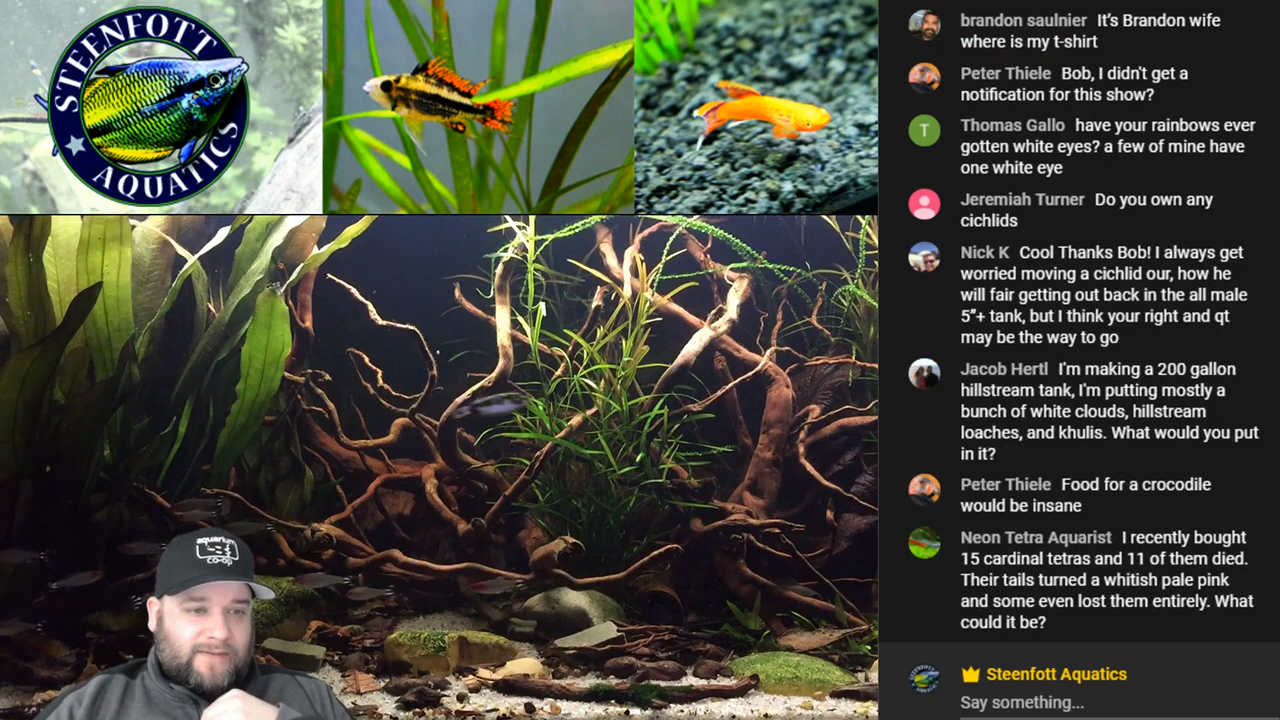 STEENFOTT
AQUATICS
aquarium
co-op
brandon saulnier It's Brandon wife
where is my t-shirt
Peter Thiele Bob, I didn't get a
notification for this show?
T
Thomas Gallo have your rainbows ever
gotten white eyes? a few of mine have
one white eye
Jeremiah Turner Do you own any
cichlids
Nick K Cool Thanks Bob! I always get
worried moving a cichlid our, how he
will fair getting out back in the all male
5”+ tank, but I think your right and qt
may be the way to go
Jacob Hertl I'm making a 200 gallon
hillstream tank, I'm putting mostly a
bunch of white clouds, hillstream
loaches, and khulis. What would you put
in it?
Peter Thiele Food for a crocodile
would be insane
Neon Tetra Aquarist I recently bought
15 cardinal tetras and 11 of them died.
Their tails turned a whitish pale pink
and some even lost them entirely. What
could it be?
Steenfott Aquatics
Say something...